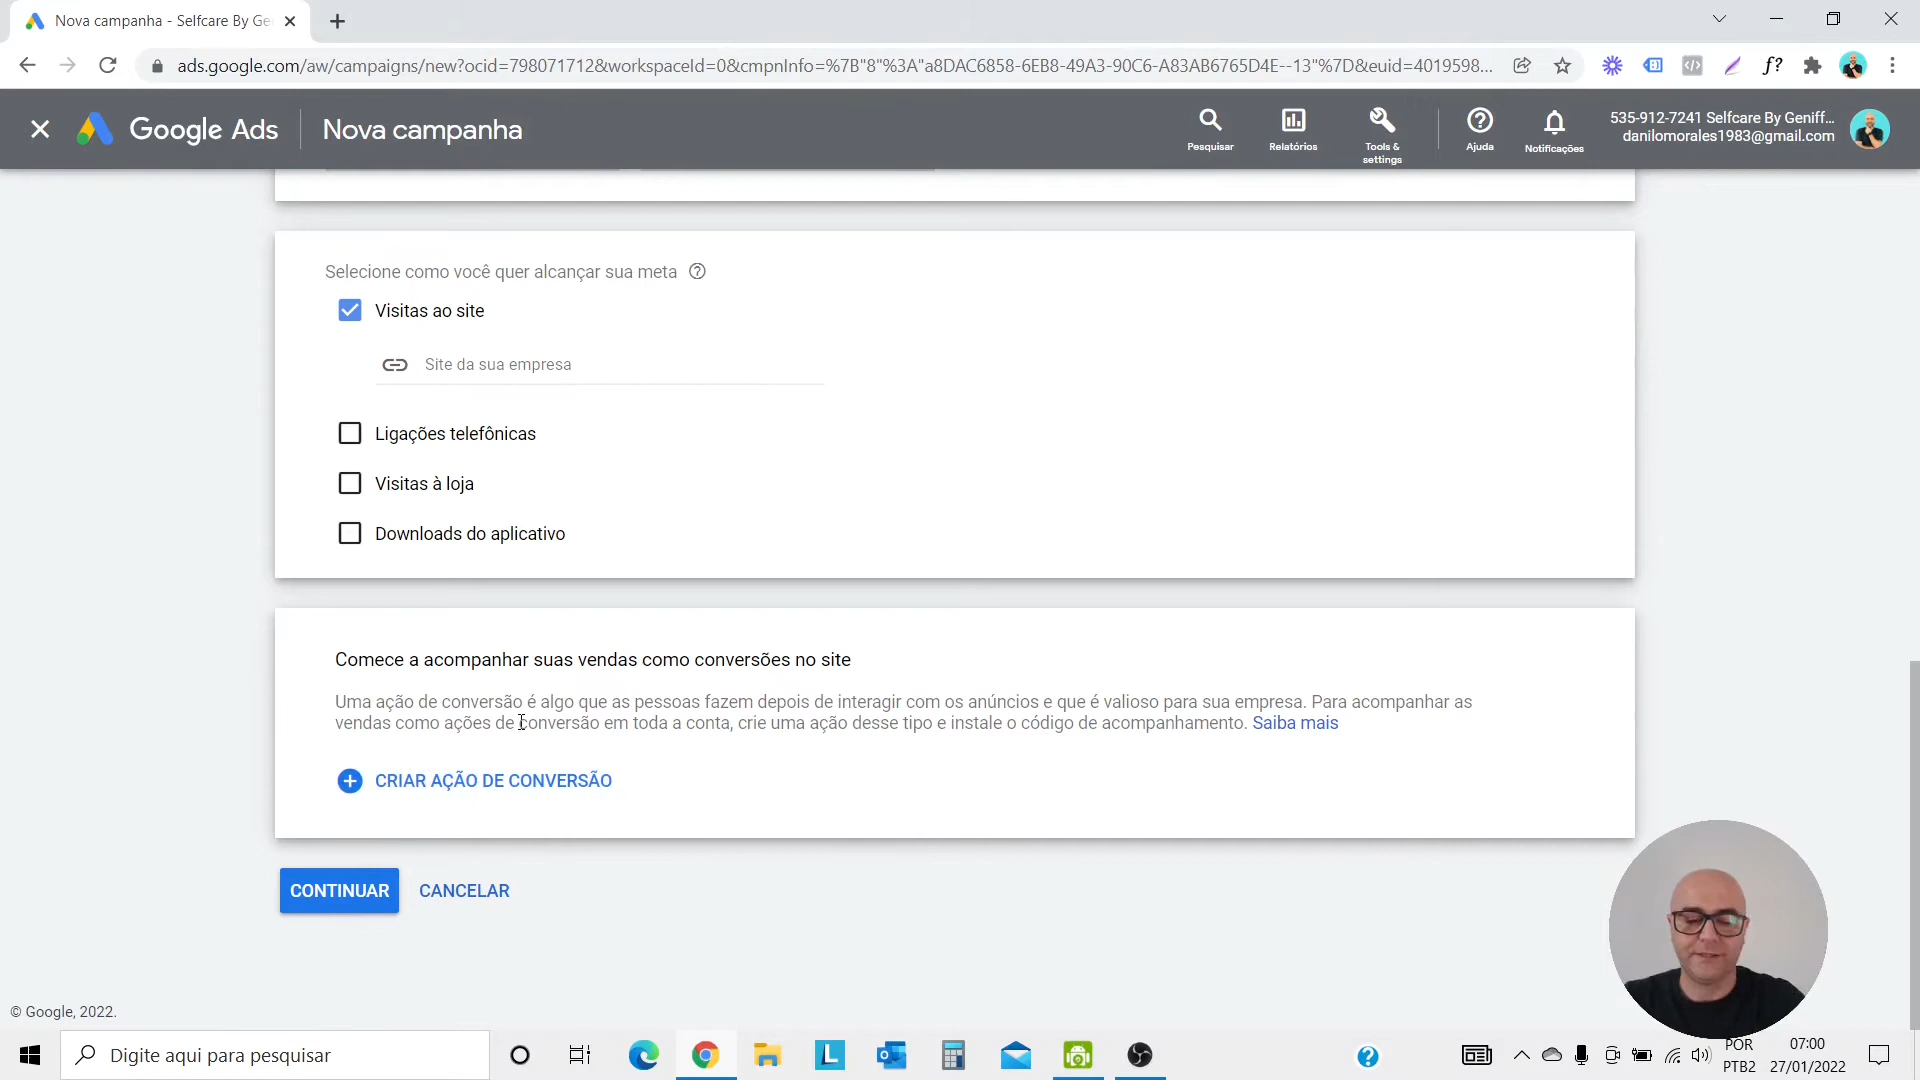 Nova campanha - Selfcare By Ge
ads.google.com/aw/campaigns/new?ocid=798071712&workspaceId=0&cmpnInfo=%7B"8"%3A"a8DAC6858-6EB8-49A3-90C6-A83AB6765D4E--13"%7D&euid=4019598...
Google Ads
Nova campanha
Pesquisar
Relatórios
Tools &
settings
Ajuda
Notificações
535-912-7241 Selfcare By Geniff...
danilomorales1983@gmail.com
Selecione como você quer alcançar sua meta
Visitas ao site
Site da sua empresa
Ligações telefônicas
Visitas à loja
Downloads do aplicativo
Comece a acompanhar suas vendas como conversões no site
Uma ação de conversão é algo que as pessoas fazem depois de interagir com os anúncios e que é valioso para sua empresa. Para acompanhar as
vendas como ações de conversão em toda a conta, crie uma ação desse tipo e instale o código de acompanhamento. Saiba mais
CRIAR AÇÃO DE CONVERSÃO
CONTINUAR
CANCELAR
© Google, 2022.
Digite aqui para pesquisar
POR
PTB2
07:00
27/01/2022